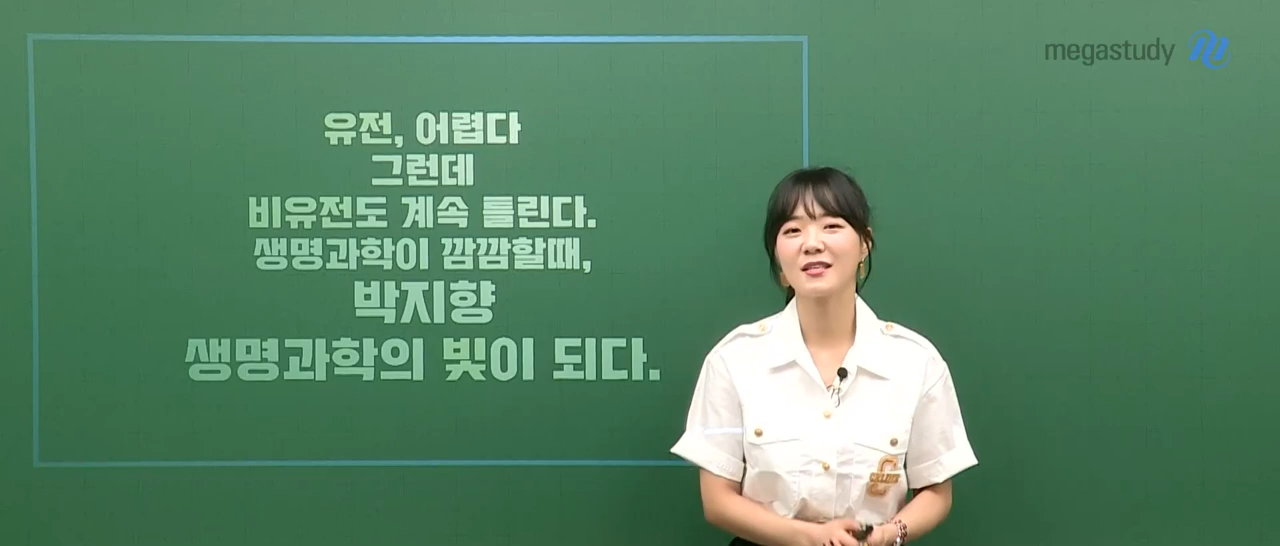 megastudy
유전, 어렵다
그런데
비유전도 계속 틀린다.
생명과학이 깜깜할때,
박지향
생명과학의 빛이 되다.